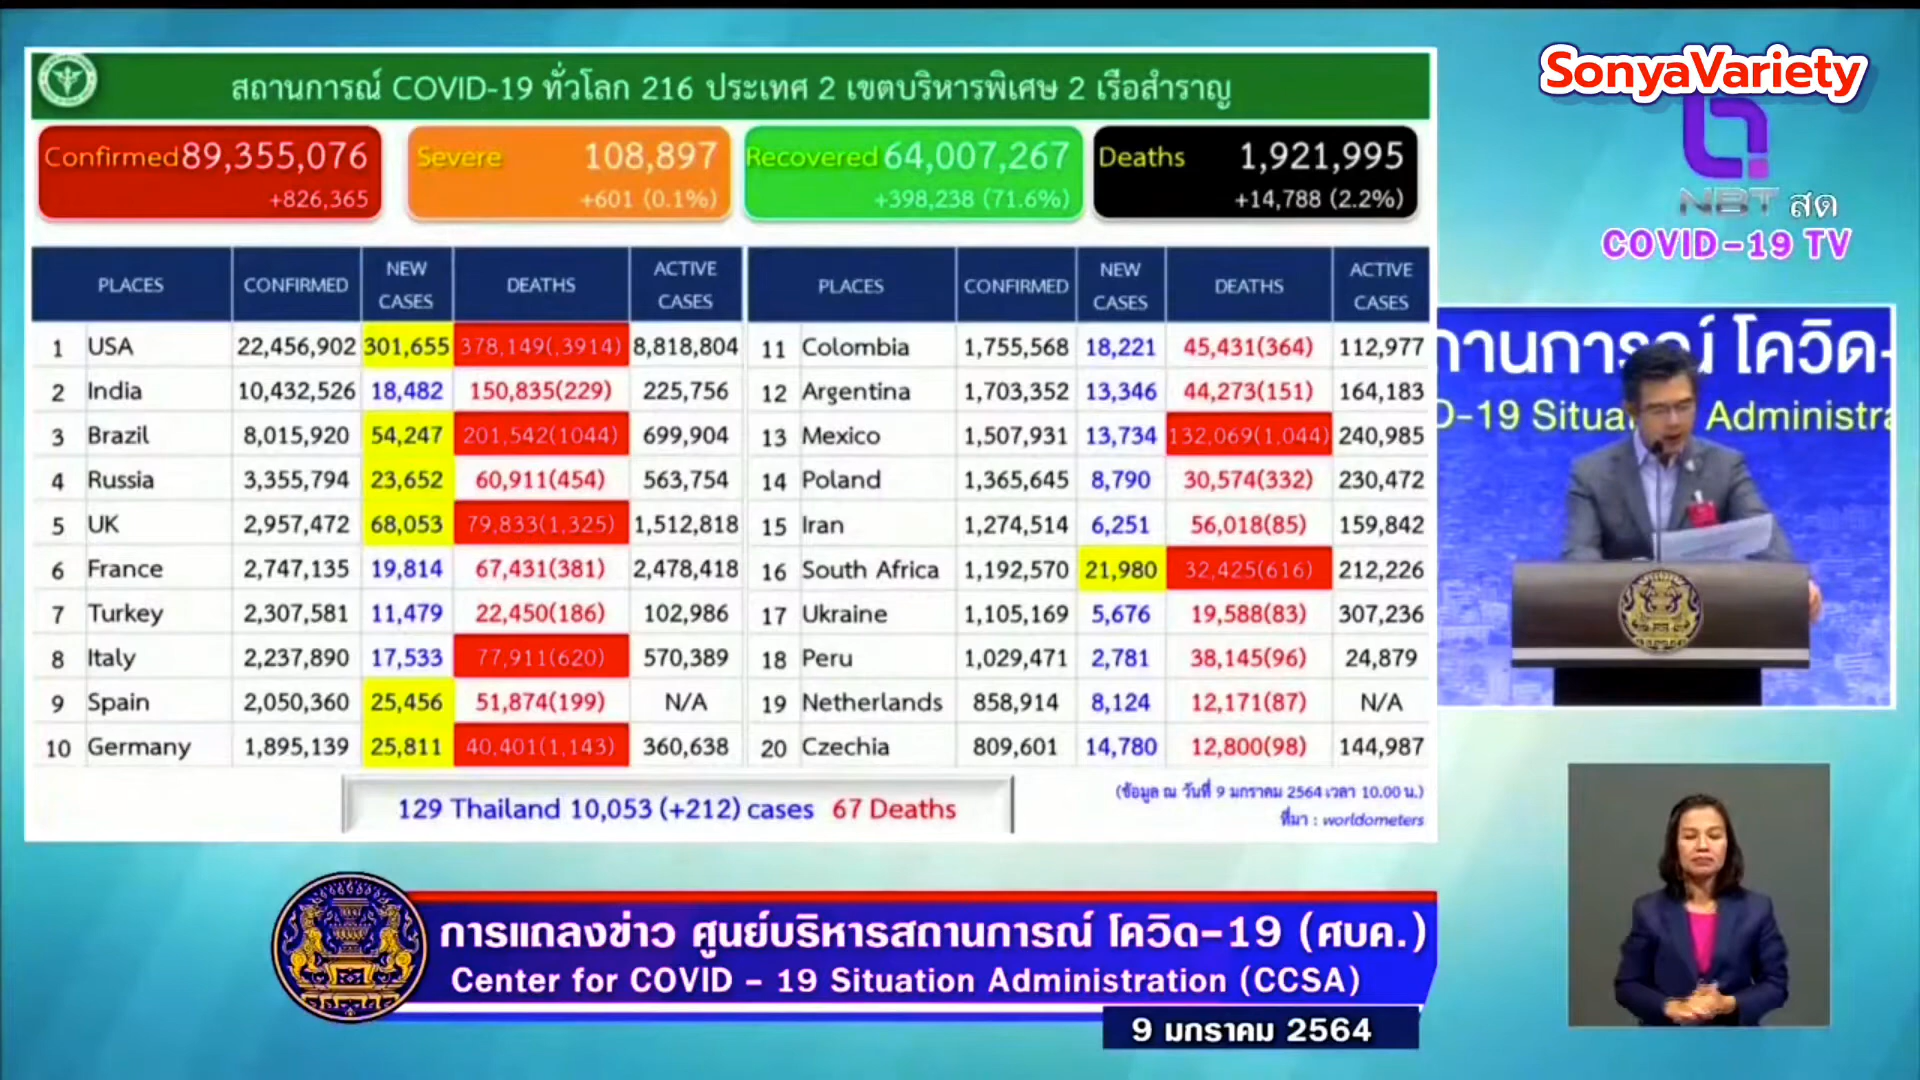 สถานการณ์ COVID-19 ทั่วโลก 216 ประเทศ 2 เขตบริหารพิเศษ 2 เรือสำราญ
Confirmed 89,355,076
+826,365
Severe 108,897
+601 (0.1%)
Recovered 64,007,267
+398,238 (71.6%)
Deaths 1,921,995
+14,788 (2.2%)
PLACES CONFIRMED NEW CASES DEATHS ACTIVE CASES
1 USA 22,456,902 301,655 378,149(,3914) 8,818,804
2 India 10,432,526 18,482 150,835(229) 225,756
3 Brazil 8,015,920 54,247 201,542(1044) 699,904
4 Russia 3,355,794 23,652 60,911(454) 563,754
5 UK 2,957,472 68,053 79,833(1,325) 1,512,818
6 France 2,747,135 19,814 67,431(381) 2,478,418
7 Turkey 2,307,581 11,479 22,450(186) 102,986
8 Italy 2,237,890 17,533 77,911(620) 570,389
9 Spain 2,050,360 25,456 51,874(199) N/A
10 Germany 1,895,139 25,811 40,401(1,143) 360,638
PLACES CONFIRMED NEW CASES DEATHS ACTIVE CASES
11 Colombia 1,755,568 18,221 45,431(364) 112,977
12 Argentina 1,703,352 13,346 44,273(151) 164,183
13 Mexico 1,507,931 13,734 132,069(1,044) 240,985
14 Poland 1,365,645 8,790 30,574(332) 230,472
15 Iran 1,274,514 6,251 56,018(85) 159,842
16 South Africa 1,192,570 21,980 32,425(616) 212,226
17 Ukraine 1,105,169 5,676 19,588(83) 307,236
18 Peru 1,029,471 2,781 38,145(96) 24,879
19 Netherlands 858,914 8,124 12,171(87) N/A
20 Czechia 809,601 14,780 12,800(98) 144,987
129 Thailand 10,053 (+212) cases 67 Deaths
(ข้อมูล ณ วันที่ 9 มกราคม 2564 เวลา 10.00 น.)
ที่มา : worldometers
SonyaVariety
NBT สด
COVID-19 TV
โควิด-
D-19 Situa Administra
การแถลงข่าว ศูนย์บริหารสถานการณ์ โควิด-19 (ศบค.)
Center for COVID - 19 Situation Administration (CCSA)
9 มกราคม 2564